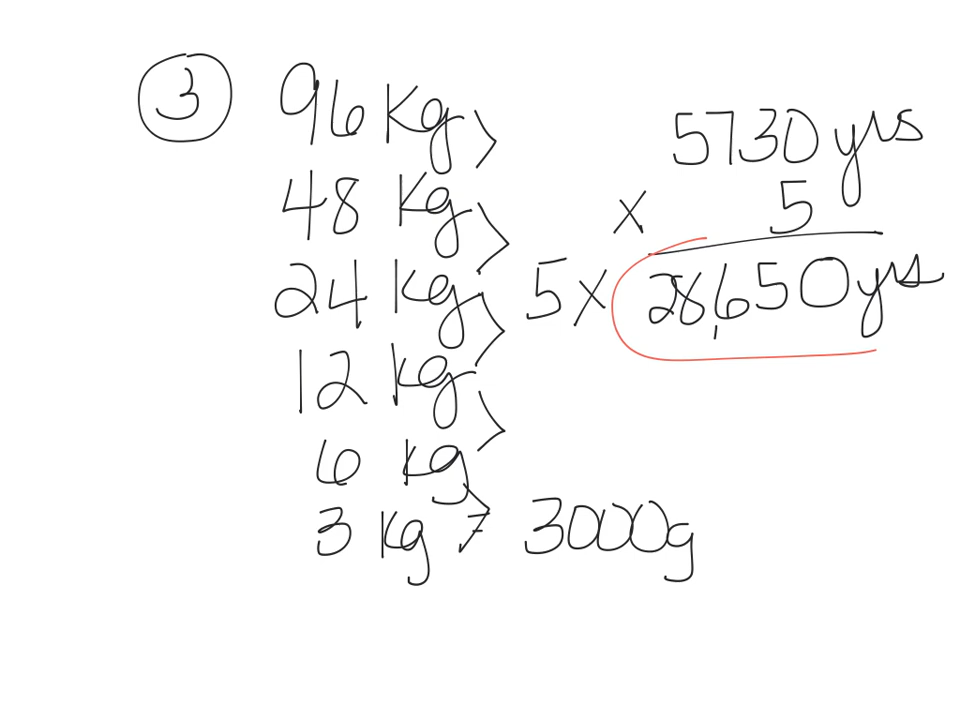 3
96 Kg
48 Kg
24 Kg
12 Kg
6 Kg
3 Kg = 3000g
5x
5730 yrs
x 5
28,650 yrs